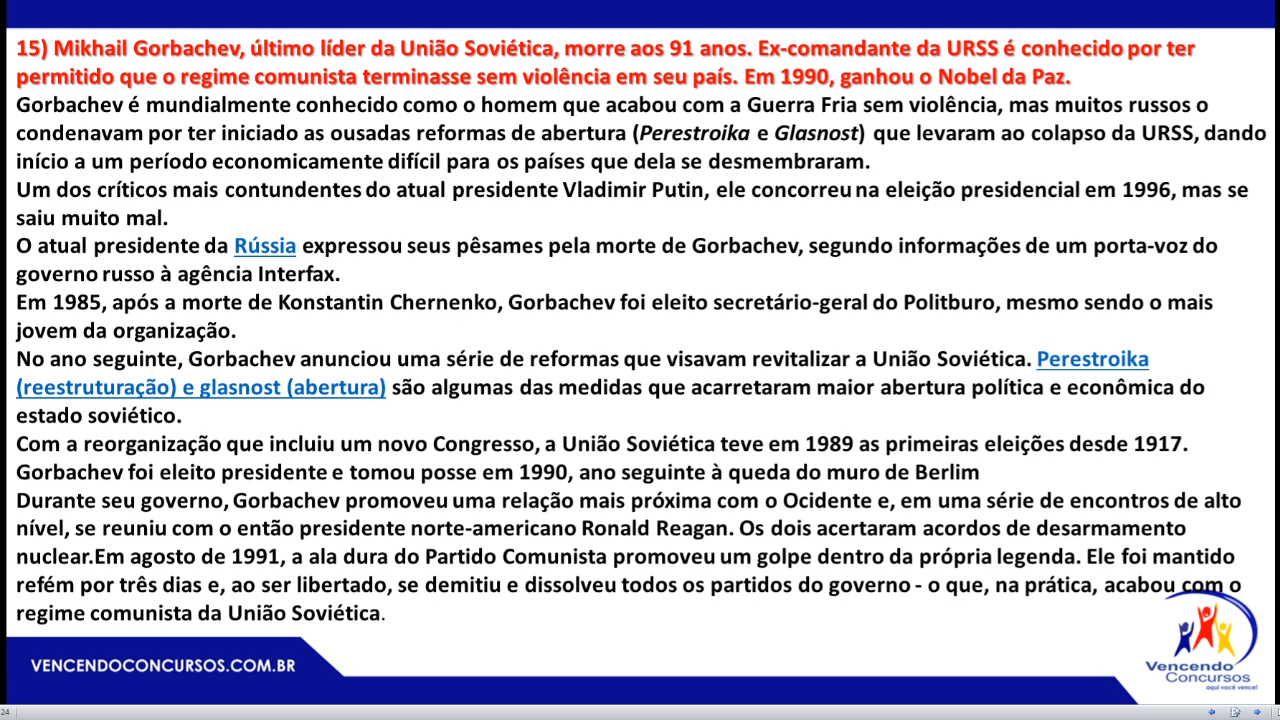 15) Mikhail Gorbachev, último líder da União Soviética, morre aos 91 anos. Ex-comandante da URSS é conhecido por ter
permitido que o regime comunista terminasse sem violência em seu país. Em 1990, ganhou o Nobel da Paz.
Gorbachev é mundialmente conhecido como o homem que acabou com a Guerra Fria sem violência, mas muitos russos o
condenavam por ter iniciado as ousadas reformas de abertura (Perestroika e Glasnost) que levaram ao colapso da URSS, dando
início a um período economicamente difícil para os países que dela se desmembraram.
Um dos críticos mais contundentes do atual presidente Vladimir Putin, ele concorreu na eleição presidencial em 1996, mas se
saiu muito mal.
O atual presidente da Rússia expressou seus pêsames pela morte de Gorbachev, segundo informações de um porta-voz do
governo russo à agência Interfax.
Em 1985, após a morte de Konstantin Chernenko, Gorbachev foi eleito secretário-geral do Politburo, mesmo sendo o mais
jovem da organização.
No ano seguinte, Gorbachev anunciou uma série de reformas que visavam revitalizar a União Soviética. Perestroika
(reestruturação) e glasnost (abertura) são algumas das medidas que acarretaram maior abertura política e econômica do
estado soviético.
Com a reorganização que incluiu um novo Congresso, a União Soviética teve em 1989 as primeiras eleições desde 1917.
Gorbachev foi eleito presidente e tomou posse em 1990, ano seguinte à queda do muro de Berlim
Durante seu governo, Gorbachev promoveu uma relação mais próxima com o Ocidente e, em uma série de encontros de alto
nível, se reuniu com o então presidente norte-americano Ronald Reagan. Os dois acertaram acordos de desarmamento
nuclear.Em agosto de 1991, a ala dura do Partido Comunista promoveu um golpe dentro da própria legenda. Ele foi mantido
refém por três dias e, ao ser libertado, se demitiu e dissolveu todos os partidos do governo - o que, na prática, acabou com o
regime comunista da União Soviética.
VENCENDOCONCURSOS.COM.BR
Vencendo
Concursos
aqui você vence!
24